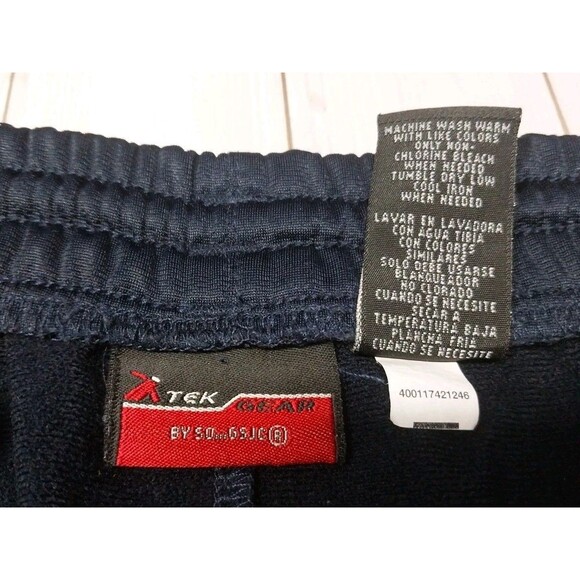 MACHINE WASH WARM
WITH LIKE COLORS
ONLY NON-
CHLORINE BLEACH
WHEN NEEDED
TUMBLE DRY LOW
COOL IRON
WHEN NEEDED
LAVAR EN LAVADORA
CON AGUA TIBIA
CON COLORES
SIMILARES
SOLO DEBE USARSE
BLANQUEADOR
NO CLORADO
CUANDO SE NECESITE
SECAR A
TEMPERATURA BAJA
PLANCHA FRIA
CUANDO SE NECESITE
400117421246
TEK
BY